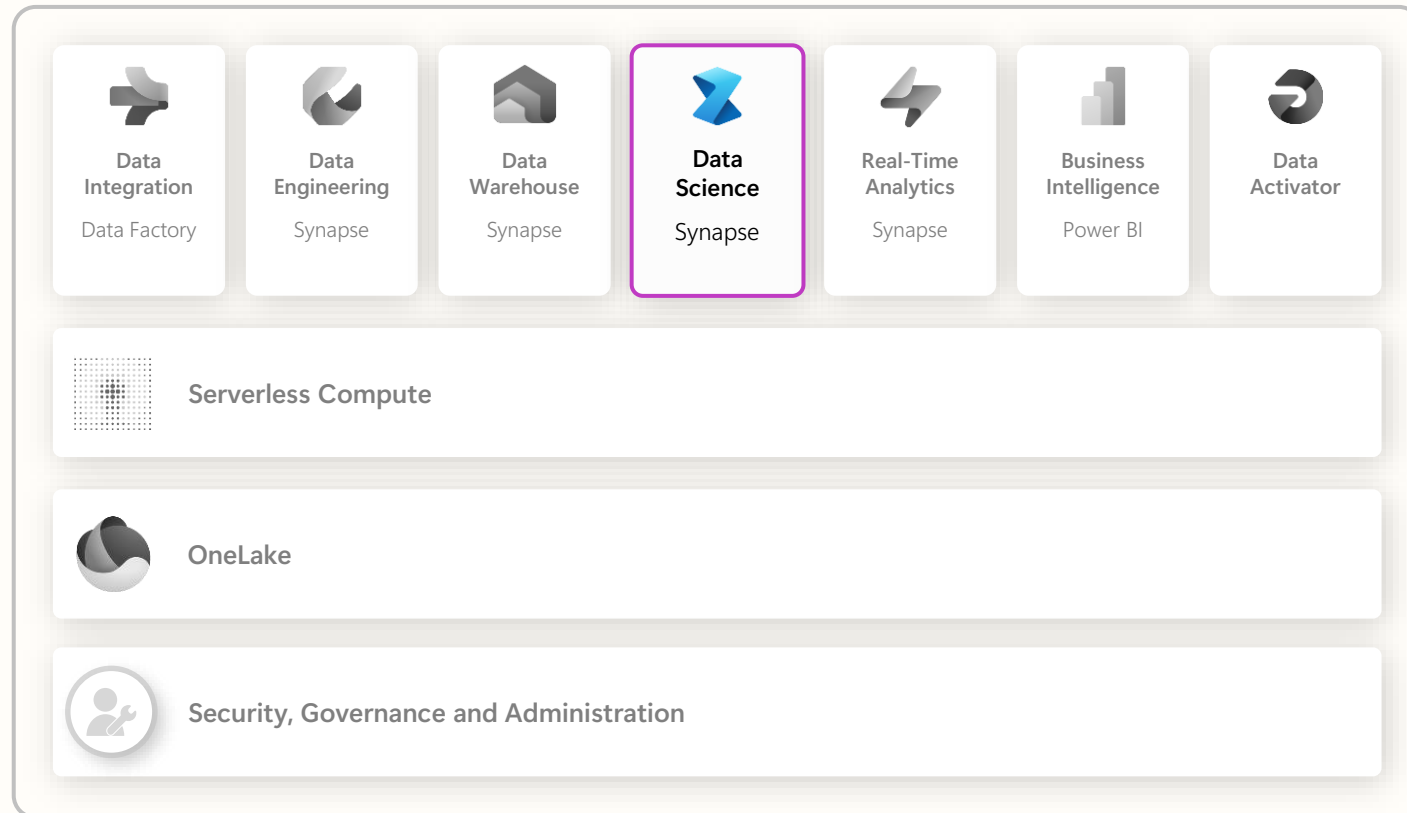 Data
Integration
Data Factory
Data
Engineering
Synapse
Data
Warehouse
Synapse
Data
Science
Synapse
Real-Time
Analytics
Synapse
Business
Intelligence
Power BI
Data
Activator
Serverless Compute
OneLake
Security, Governance and Administration